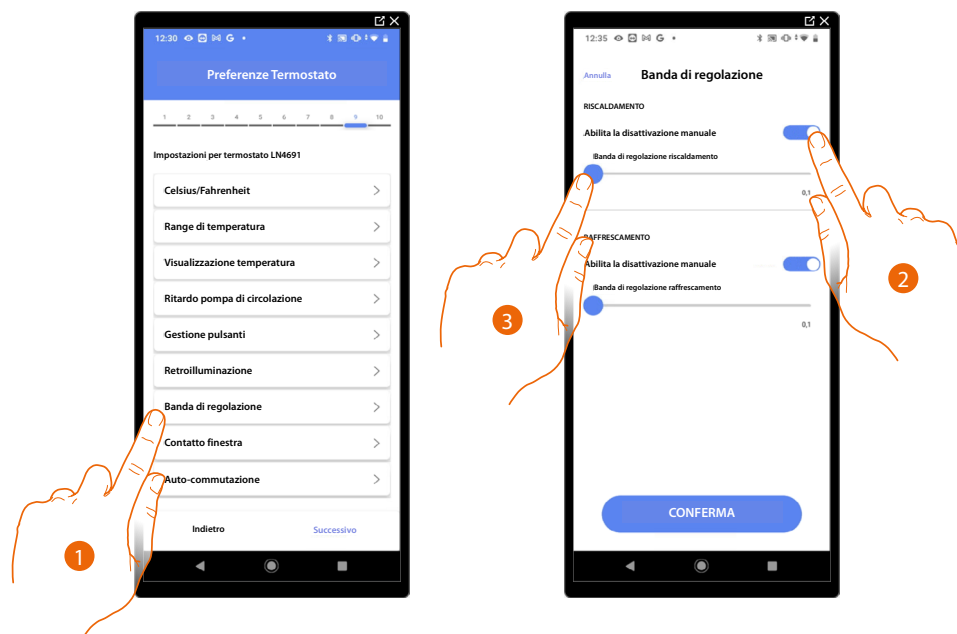 12:30 G
Preferenze Termostato
1 2 3 4 5 6 7 8 9 10
Impostazioni per termostato LN4691
Celsius/Fahrenheit
Range di temperatura
Visualizzazione temperatura
Ritardo pompa di circolazione
Gestione pulsanti
Retroilluminazione
Banda di regolazione
Contatto finestra
Auto-commutazione
Indietro Successivo
1
12:35 G
Annulla Banda di regolazione
RISCALDAMENTO
Abilita la disattivazione manuale
Banda di regolazione riscaldamento
0,1
RAFFRESCAMENTO
Abilita la disattivazione manuale
Banda di regolazione raffrescamento
0,1
CONFERMA
2
3